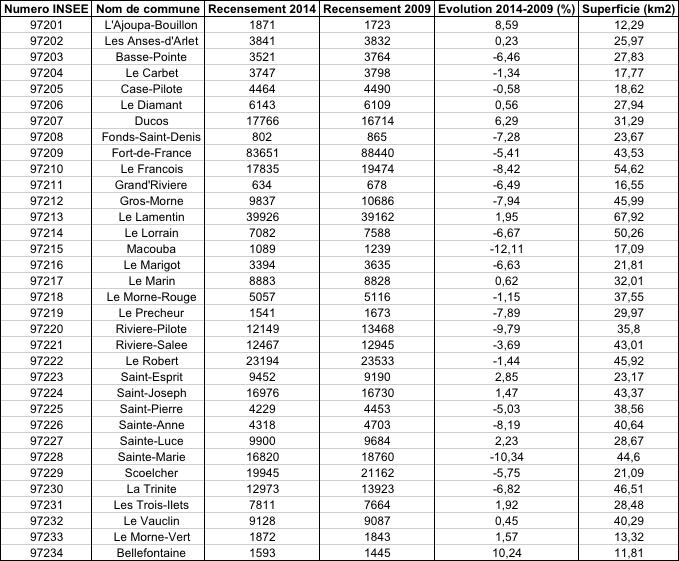 Numero INSEE Nom de commune Recensement 2014 Recensement 2009 Evolution 2014-2009 (%) Superficie (km2)
97201 L'Ajoupa-Bouillon 1871 1723 8,59 12,29
97202 Les Anses-d'Arlet 3841 3832 0,23 25,97
97203 Basse-Pointe 3521 3764 -6,46 27,83
97204 Le Carbet 3747 3798 -1,34 17,77
97205 Case-Pilote 4464 4490 -0,58 18,62
97206 Le Diamant 6143 6109 0,56 27,94
97207 Ducos 17766 16714 6,29 31,29
97208 Fonds-Saint-Denis 802 865 -7,28 23,67
97209 Fort-de-France 83651 88440 -5,41 43,53
97210 Le Francois 17835 19474 -8,42 54,62
97211 Grand'Riviere 634 678 -6,49 16,55
97212 Gros-Morne 9837 10686 -7,94 45,99
97213 Le Lamentin 39926 39162 1,95 67,92
97214 Le Lorrain 7082 7588 -6,67 50,26
97215 Macouba 1089 1239 -12,11 17,09
97216 Le Marigot 3394 3635 -6,63 21,81
97217 Le Marin 8883 8828 0,62 32,01
97218 Le Morne-Rouge 5057 5116 -1,15 37,55
97219 Le Precheur 1541 1673 -7,89 29,97
97220 Riviere-Pilote 12149 13468 -9,79 35,8
97221 Riviere-Salee 12467 12945 -3,69 43,01
97222 Le Robert 23194 23533 -1,44 45,92
97223 Saint-Esprit 9452 9190 2,85 23,17
97224 Saint-Joseph 16976 16730 1,47 43,37
97225 Saint-Pierre 4229 4453 -5,03 38,56
97226 Sainte-Anne 4318 4703 -8,19 40,64
97227 Sainte-Luce 9900 9684 2,23 28,67
97228 Sainte-Marie 16820 18760 -10,34 44,6
97229 Scoelcher 19945 21162 -5,75 21,09
97230 La Trinite 12973 13923 -6,82 46,51
97231 Les Trois-Ilets 7811 7664 1,92 28,48
97232 Le Vauclin 9128 9087 0,45 40,29
97233 Le Morne-Vert 1872 1843 1,57 13,32
97234 Bellefontaine 1593 1445 10,24 11,81